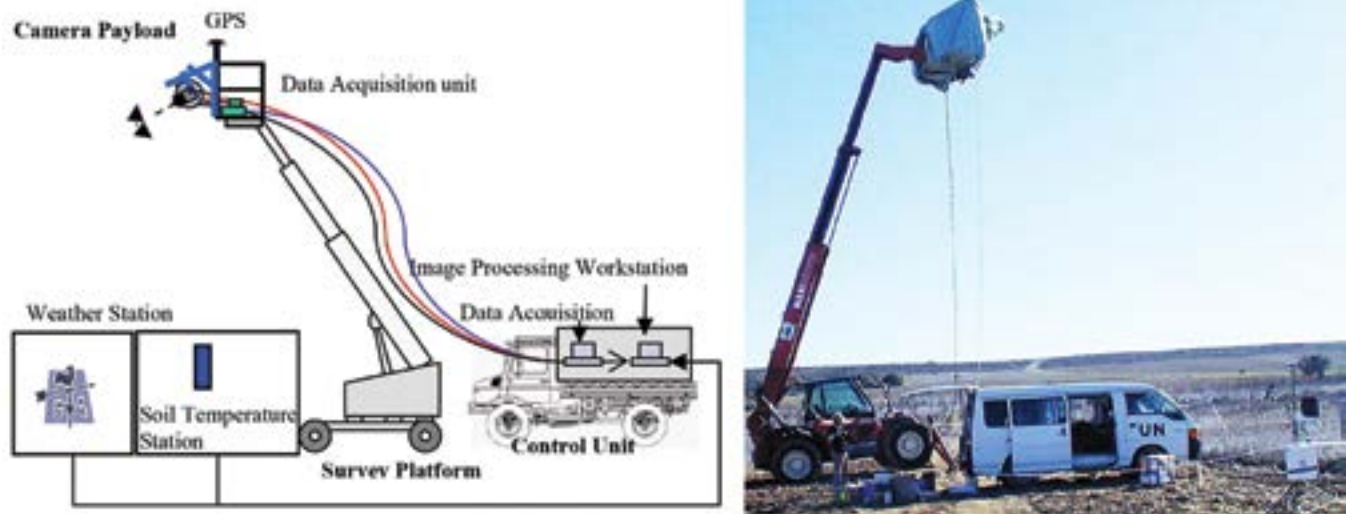 GPS
Camera Payload
Data Acquisition unit
Image Processing Workstation
Weather Station
Data Acquisition
Soil Temperature
Station
Control Unit
Survev Platform
UN